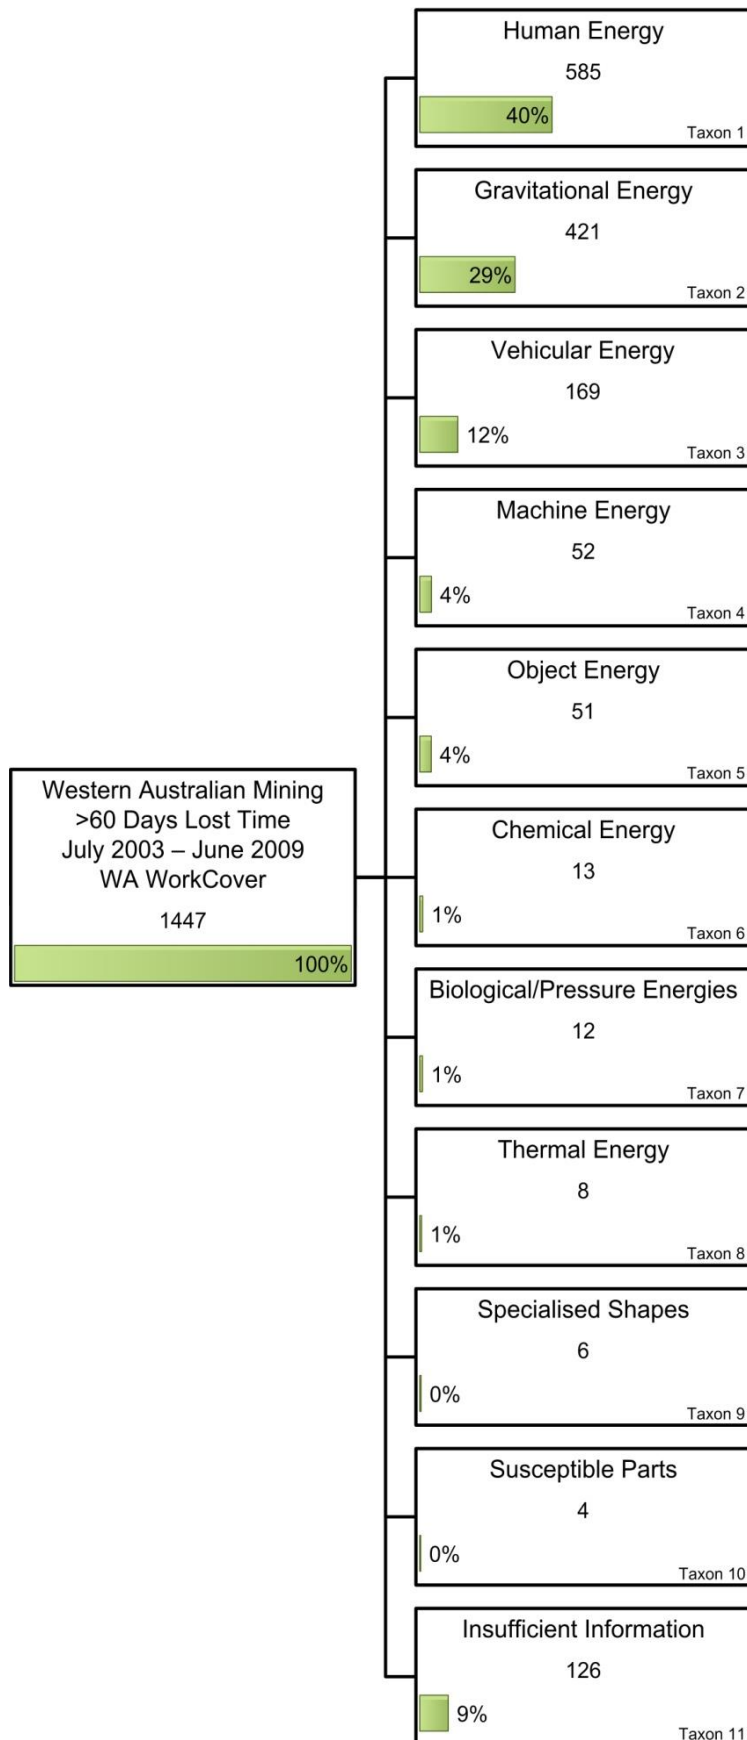 Human Energy
585
40%
Taxon 1
Gravitational Energy
421
29%
Taxon 2
Vehicular Energy
169
12%
Taxon 3
Machine Energy
52
4%
Taxon 4
Object Energy
51
4%
Taxon 5
Western Australian Mining
>60 Days Lost Time
July 2003 – June 2009
WA WorkCover
1447
100%
Chemical Energy
13
1%
Taxon 6
Biological/Pressure Energies
12
1%
Taxon 7
Thermal Energy
8
1%
Taxon 8
Specialised Shapes
6
0%
Taxon 9
Susceptible Parts
4
0%
Taxon 10
Insufficient Information
126
9%
Taxon 11